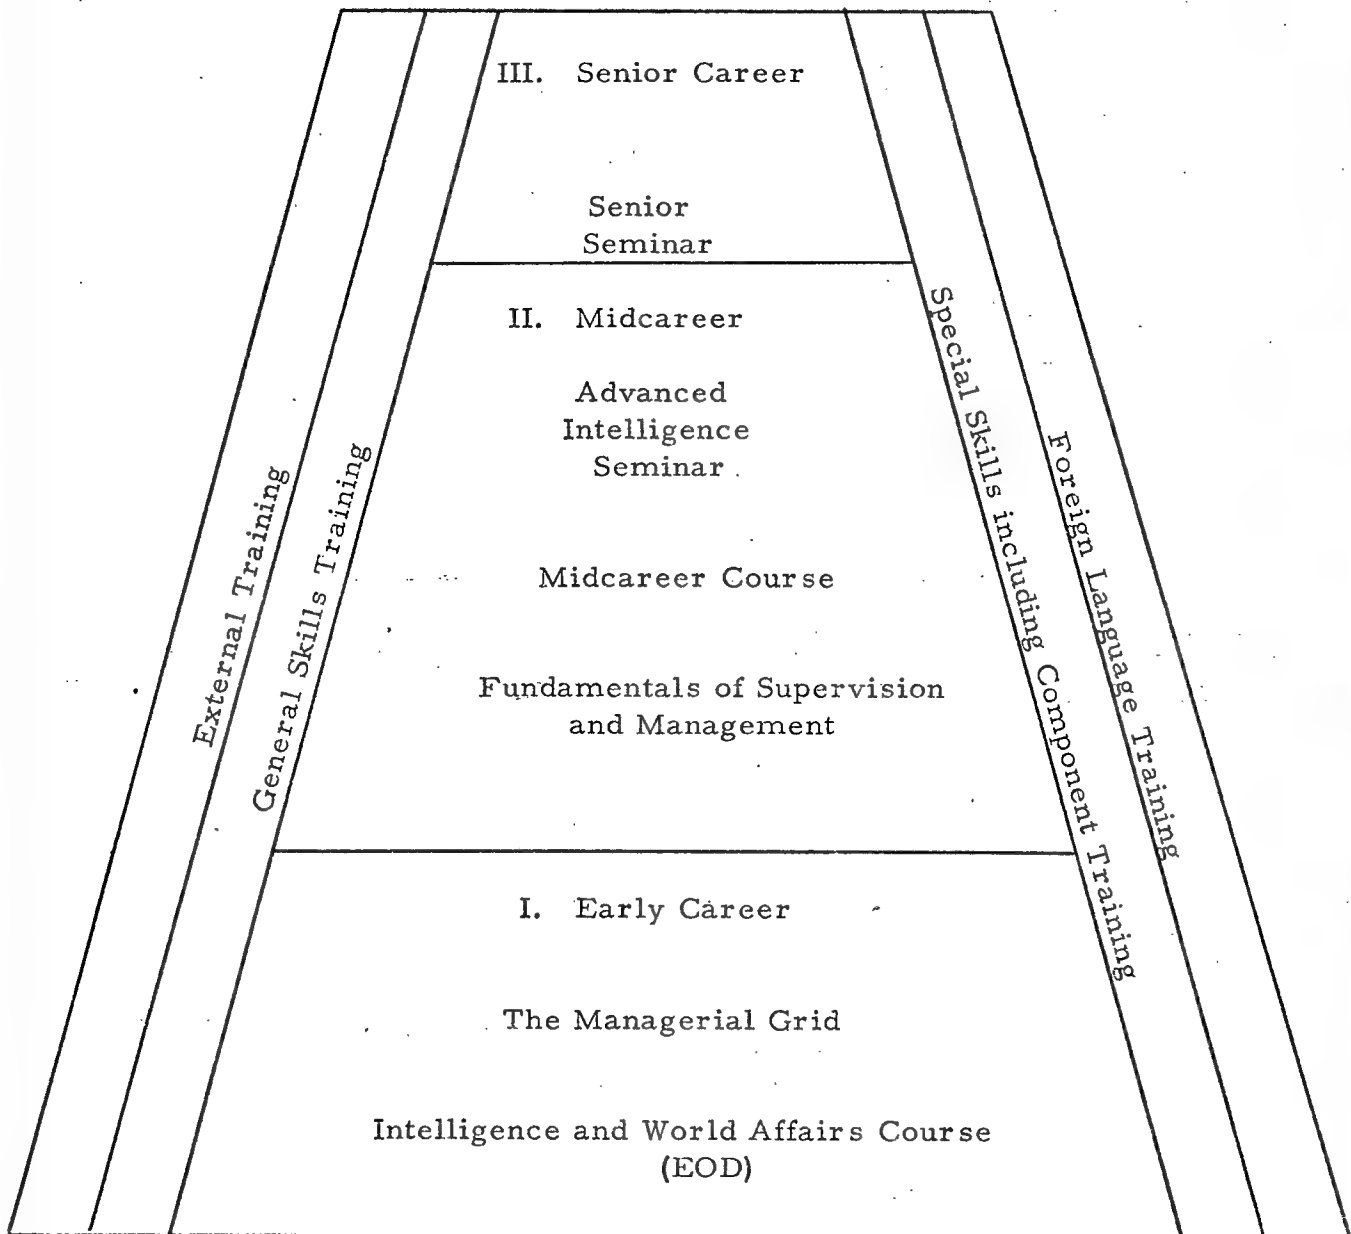 III. Senior Career
Senior
Seminar
II. Midcareer
Advanced
Intelligence
Seminar
Midcareer Course
Fundamentals of Supervision
and Management
I. Early Career
The Managerial Grid
Intelligence and World Affairs Course
(EOD)
External Training
General Skills Training
Special Skills including Component Training
Foreign Language Training